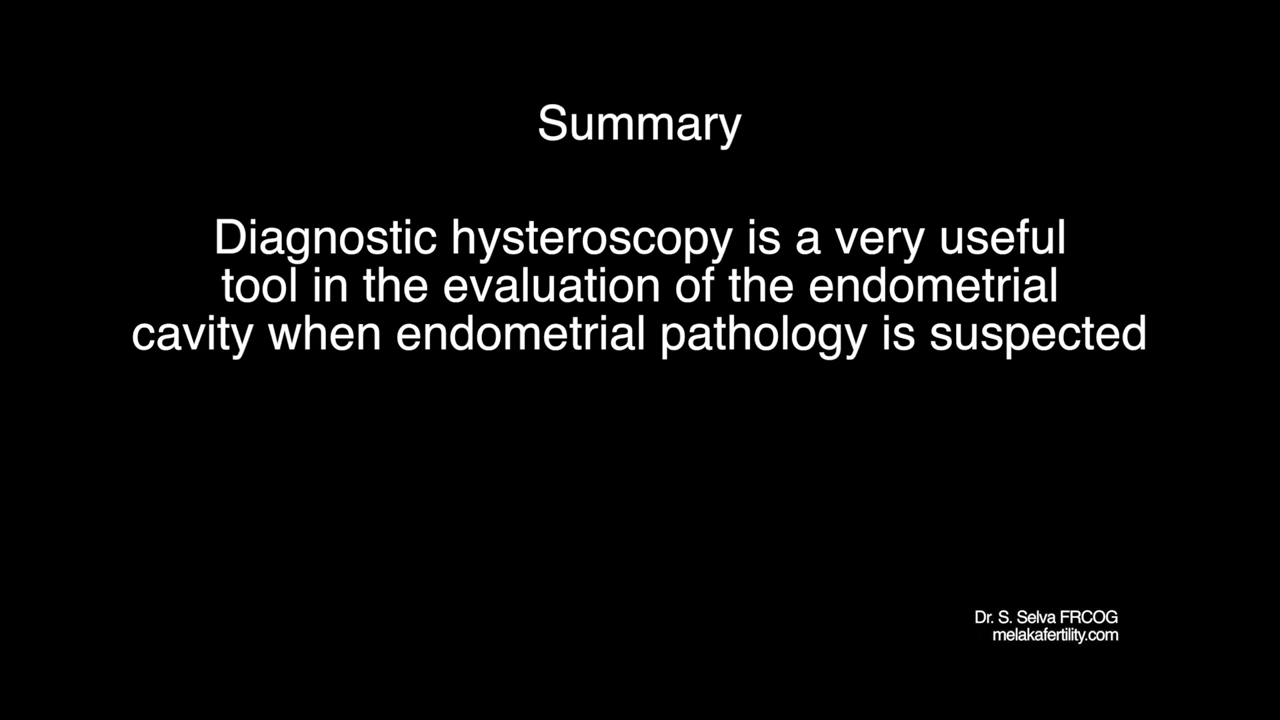 Summary
Diagnostic hysteroscopy is a very useful
tool in the evaluation of the endometrial
cavity when endometrial pathology is suspected
Dr. S. Selva FRCOG
melakafertility.com